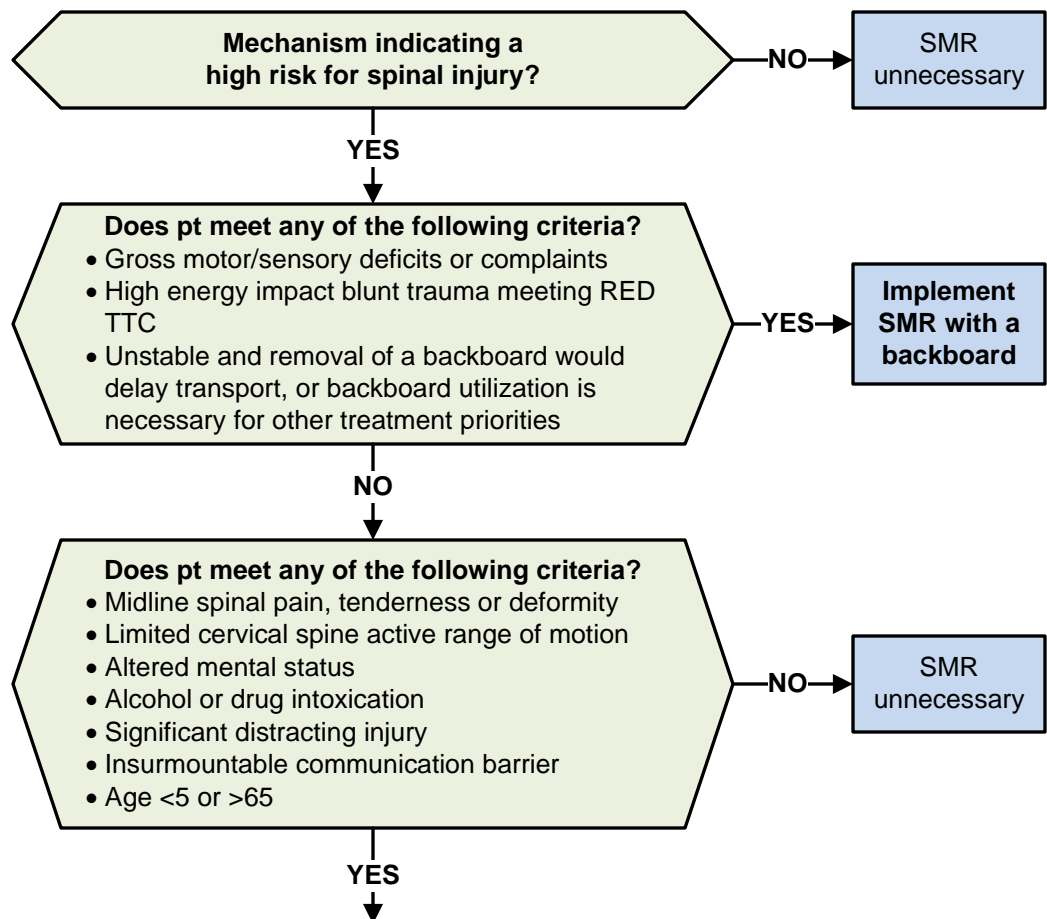 Mechanism indicating a
high risk for spinal injury?
NO
SMR
unnecessary
YES
Does pt meet any of the following criteria?
• Gross motor/sensory deficits or complaints
• High energy impact blunt trauma meeting RED
TTC
• Unstable and removal of a backboard would
delay transport, or backboard utilization is
necessary for other treatment priorities
YES
Implement
SMR with a
backboard
NO
Does pt meet any of the following criteria?
• Midline spinal pain, tenderness or deformity
• Limited cervical spine active range of motion
• Altered mental status
• Alcohol or drug intoxication
• Significant distracting injury
• Insurmountable communication barrier
• Age <5 or >65
NO
SMR
unnecessary
YES